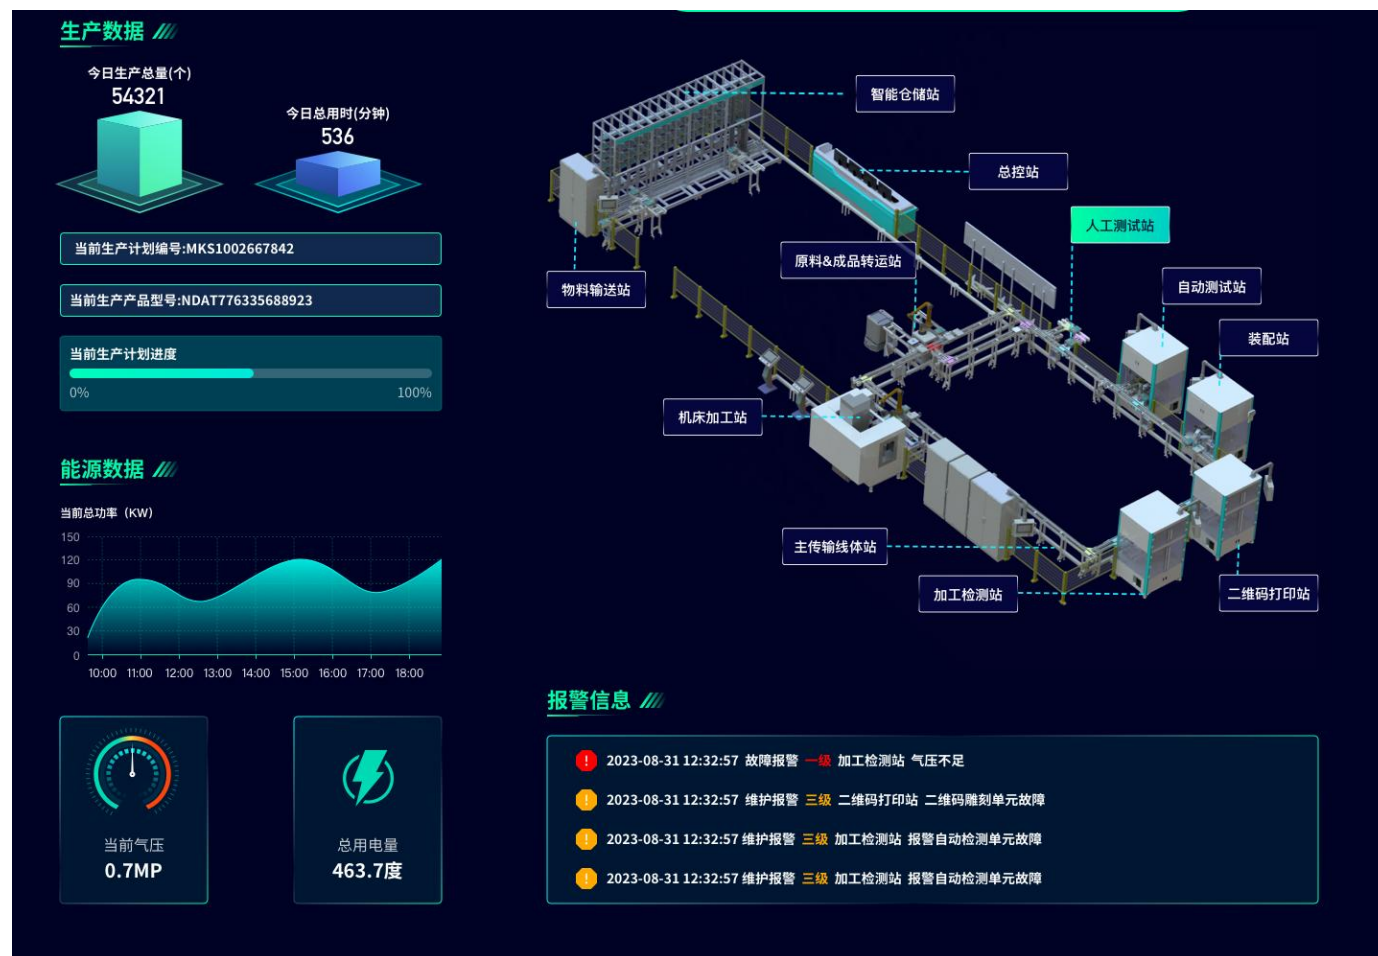 生产数据
今日生产总量(个)
54321
今日总用时(分钟)
536
当前生产计划编号:MKS1002667842
当前生产产品型号:NDAT776335688923
当前生产计划进度
0% 100%
能源数据
当前总功率（KW）
150
120
90
60
30
0
10:00 11:00 12:00 13:00 14:00 15:00 16:00 17:00 18:00
当前气压
0.7MP
总用电量
463.7度
智能仓储站
总控站
人工测试站
原料&成品转运站
物料输送站
自动测试站
装配站
机床加工站
主传输线体站
加工检测站
二维码打印站
报警信息
2023-08-31 12:32:57 故障报警 一级 加工检测站 气压不足
2023-08-31 12:32:57 维护报警 三级 二维码打印站 二维码雕刻单元故障
2023-08-31 12:32:57 维护报警 三级 加工检测站 报警自动检测单元故障
2023-08-31 12:32:57 维护报警 三级 加工检测站 报警自动检测单元故障